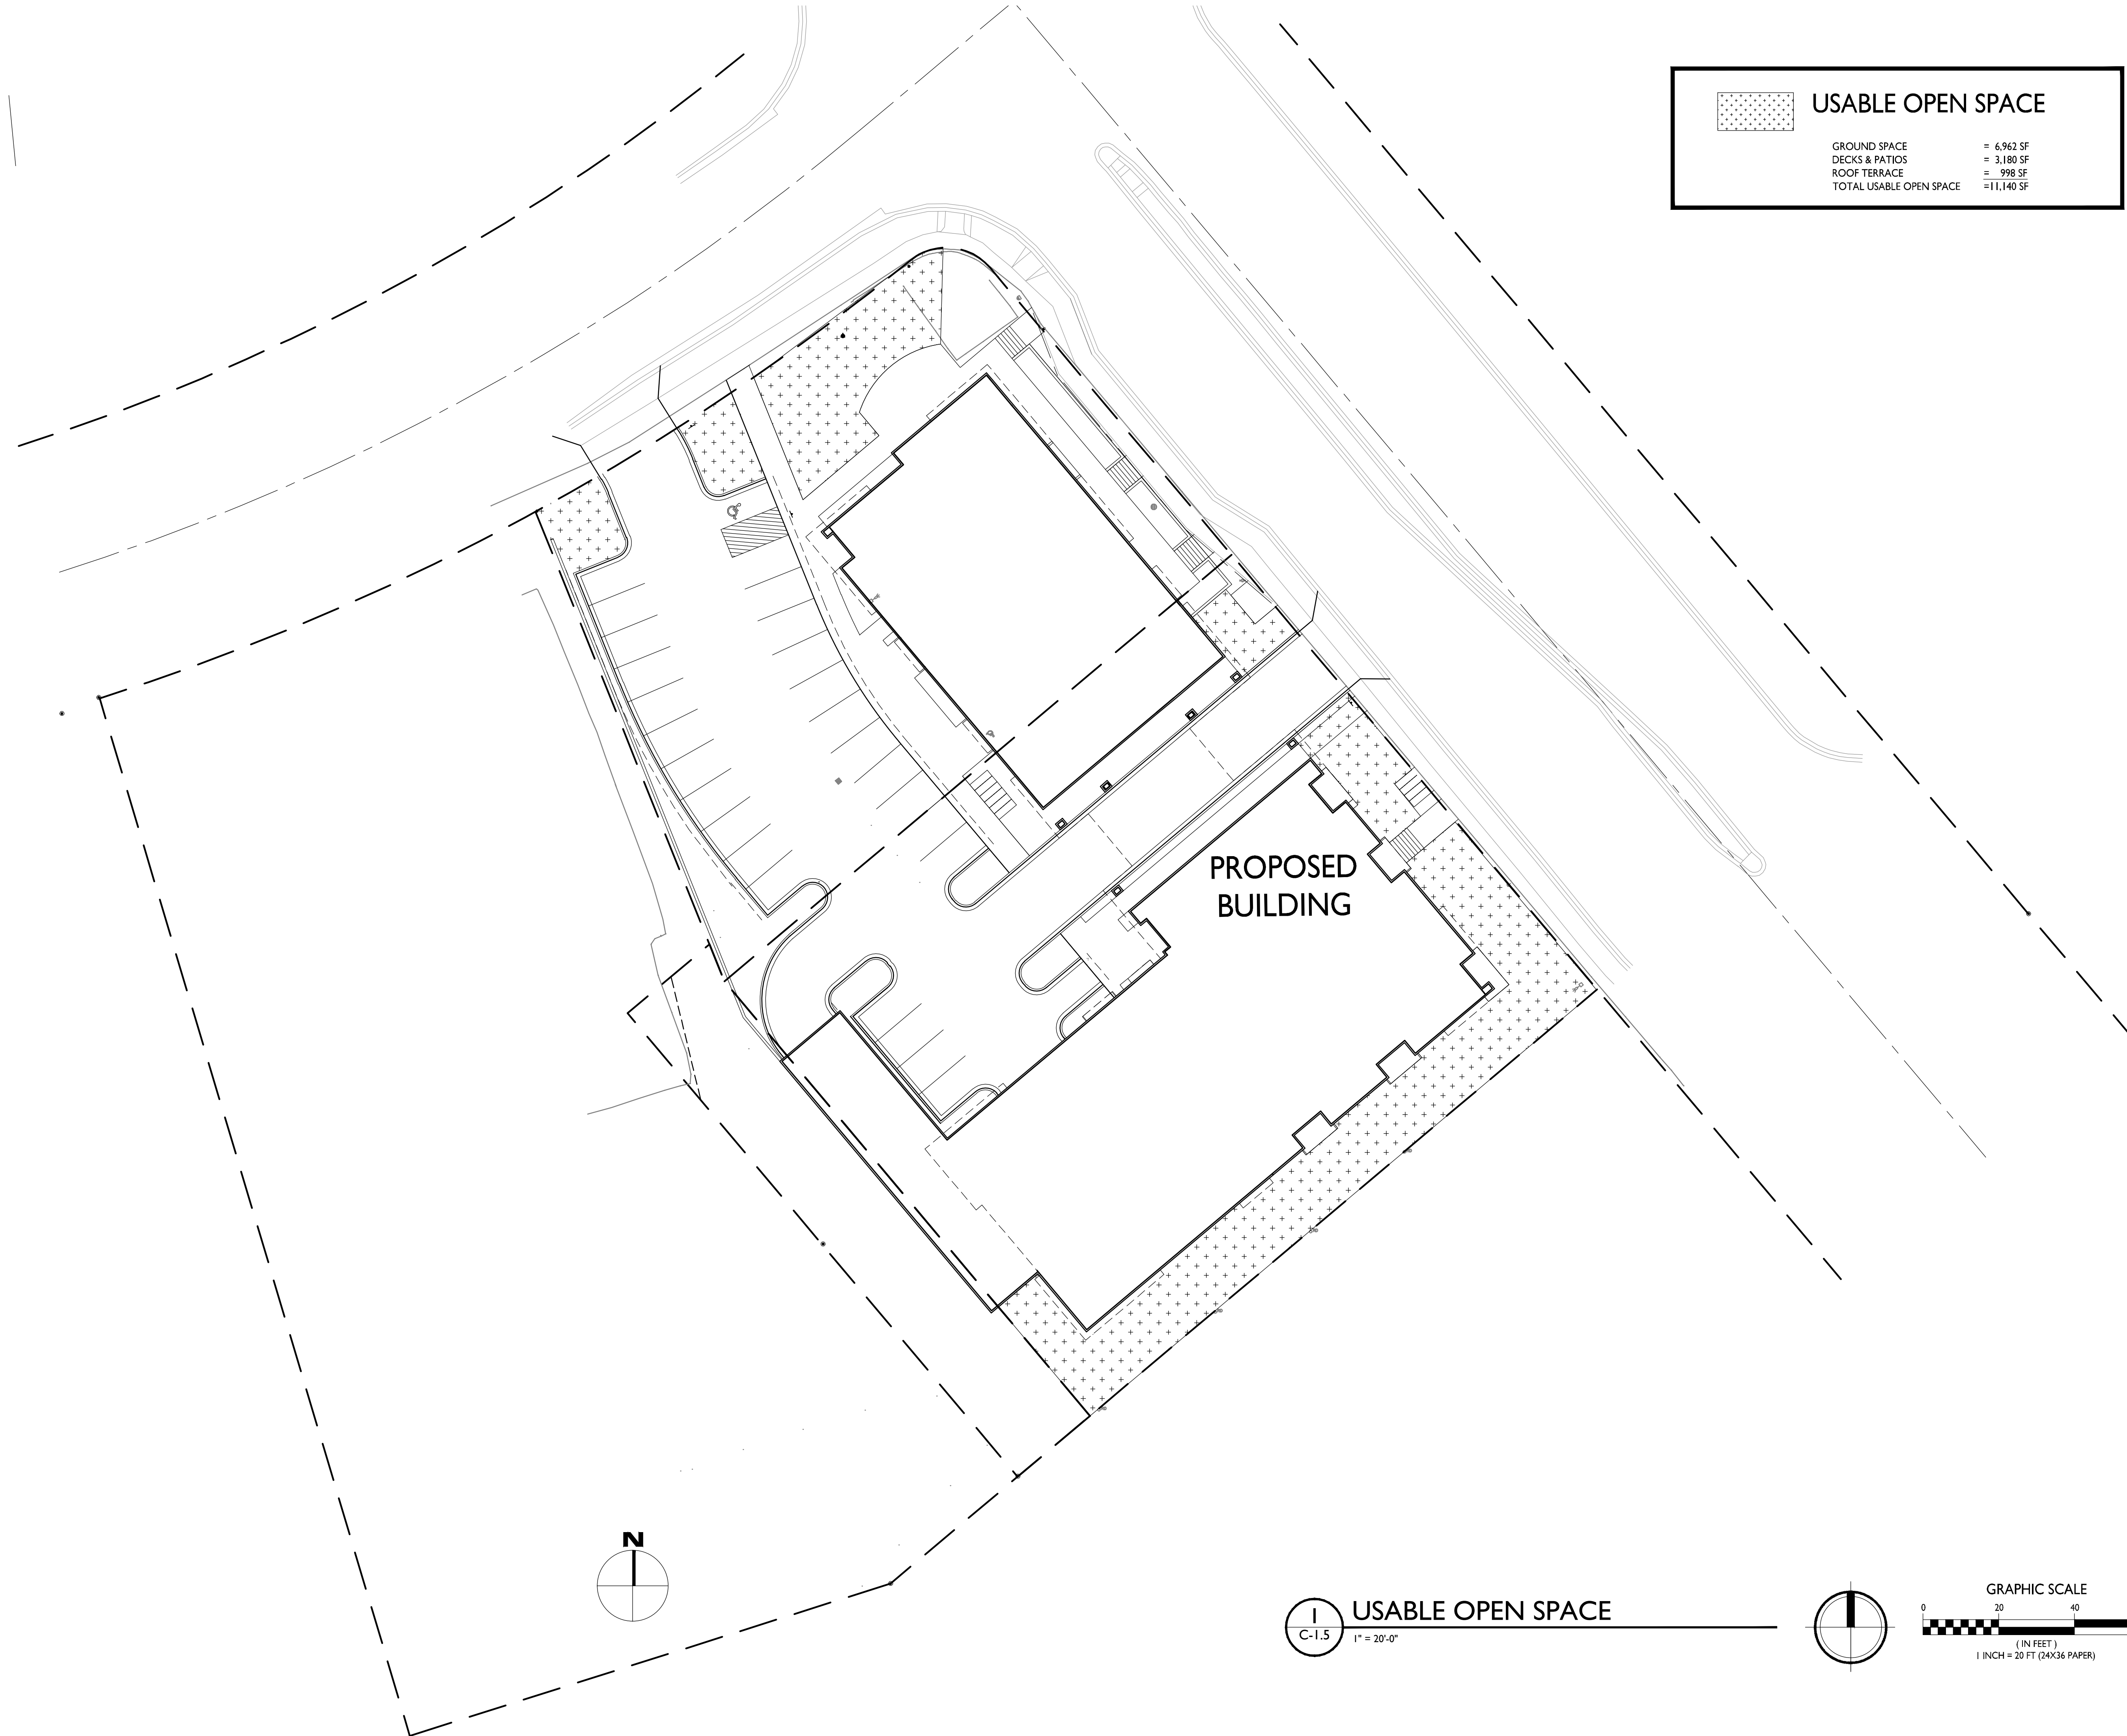 USABLE OPEN SPACE
GROUND SPACE = 6,962 SF
DECKS & PATIOS = 3,180 SF
ROOF TERRACE = 998 SF
TOTAL USABLE OPEN SPACE =11,140 SF
PROPOSED
BUILDING
N
1
C-1.5
USABLE OPEN SPACE
1" = 20'-0"
GRAPHIC SCALE
0 20 40
( IN FEET )
1 INCH = 20 FT (24X36 PAPER)